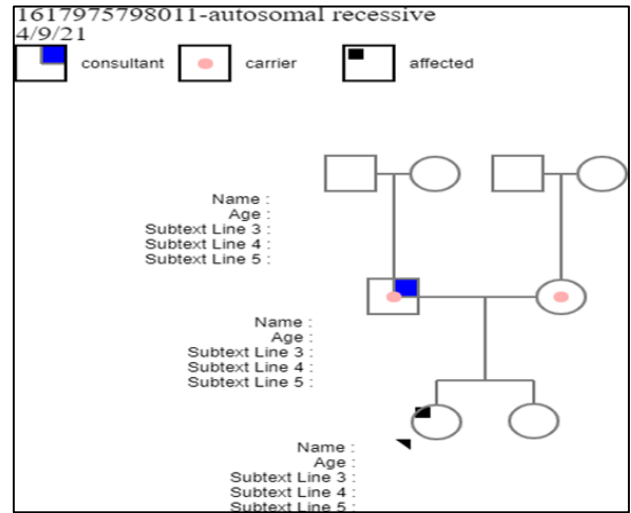 1617975798011-autosomal recessive
4/9/21
consultant carrier affected
Name :
Age :
Subtext Line 3 :
Subtext Line 4 :
Subtext Line 5 :
Name :
Age :
Subtext Line 3 :
Subtext Line 4 :
Subtext Line 5 :
Name :
Age :
Subtext Line 3 :
Subtext Line 4 :
Subtext Line 5 :